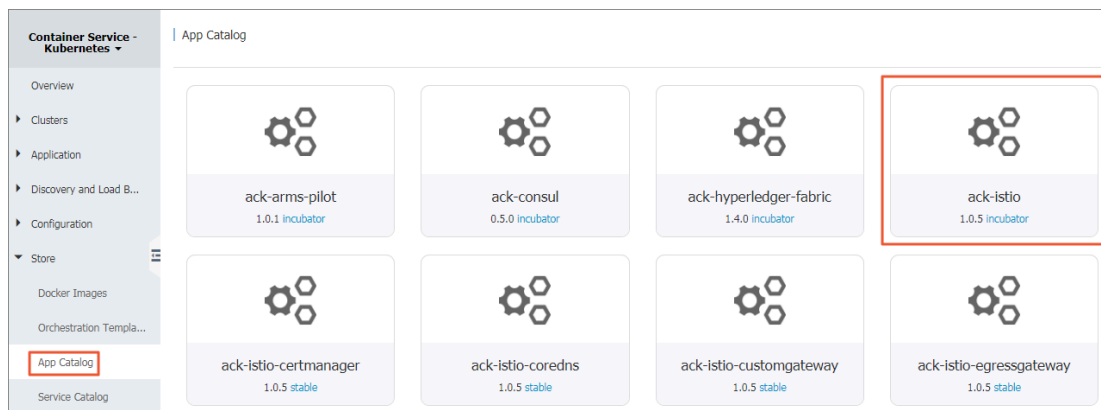 Container Service -
Kubernetes
Overview
Clusters
Application
Discovery and Load B...
Configuration
Store
Docker Images
Orchestration Templa...
App Catalog
Service Catalog
App Catalog
ack-arms-pilot
1.0.1 incubator
ack-consul
0.5.0 incubator
ack-hyperledger-fabric
1.4.0 incubator
ack-istio
1.0.5 incubator
ack-istio-certmanager
1.0.5 stable
ack-istio-coredns
1.0.5 stable
ack-istio-customgateway
1.0.5 stable
ack-istio-egressgateway
1.0.5 stable